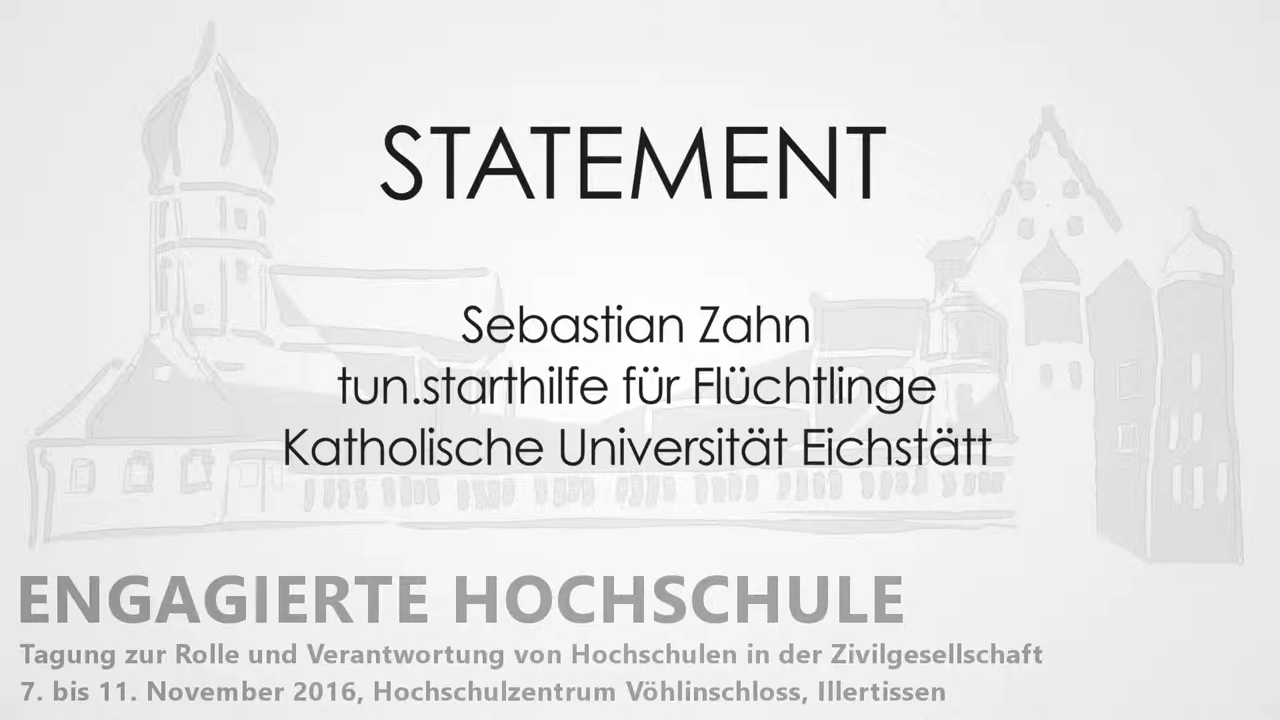 STATEMENT
Sebastian Zahn
tun.starthilfe für Flüchtlinge
Katholische Universität Eichstätt
ENGAGIERTE HOCHSCHULE
Tagung zur Rolle und Verantwortung von Hochschulen in der Zivilgesellschaft
7. bis 11. November 2016, Hochschulzentrum Vöhlinschloss, Illertissen